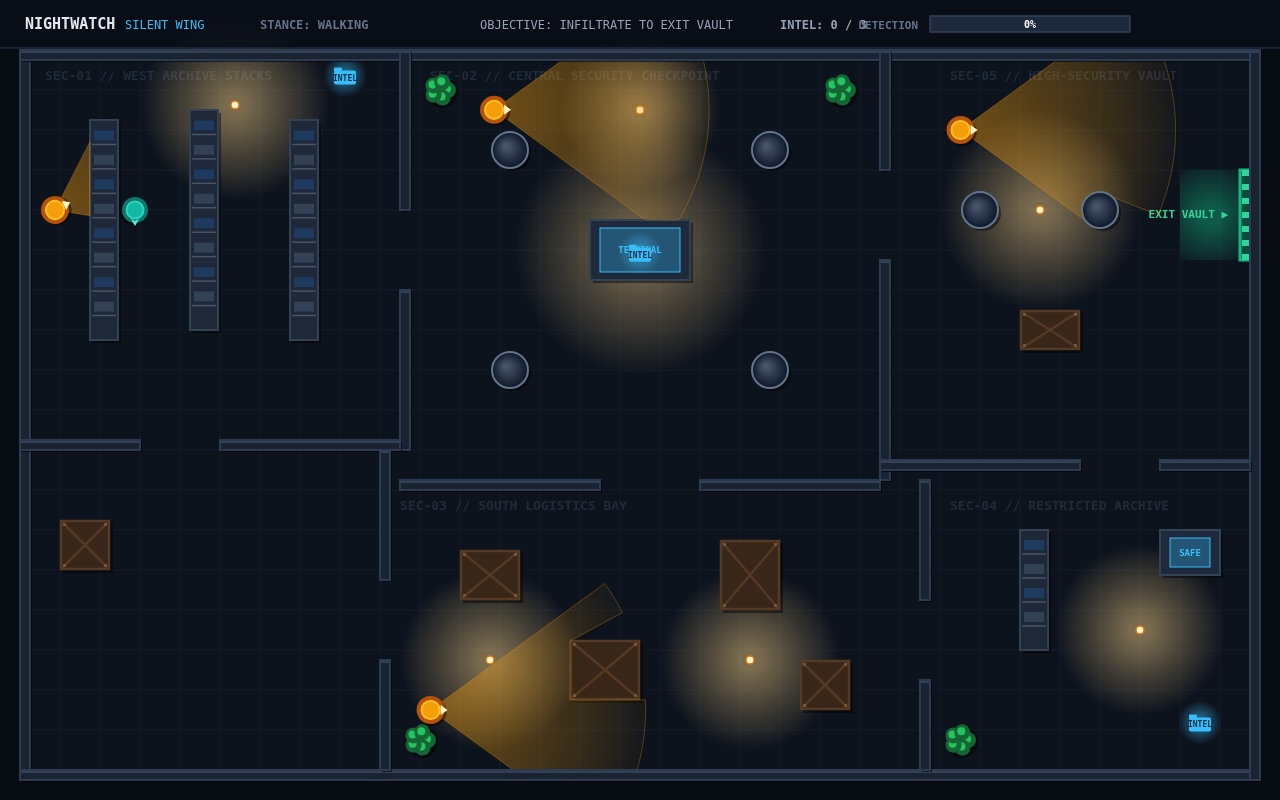 NIGHTWATCH SILENT WING STANCE: WALKING OBJECTIVE: INFILTRATE TO EXIT VAULT INTEL: 0 / 3 DETECTION 0%
SEC-01 // WEST ARCHIVE STACKS
INTEL
SEC-02 // CENTRAL SECURITY CHECKPOINT
SEC-05 // HIGH-SECURITY VAULT
EXIT VAULT ▶
TERMINAL
INTEL
SEC-03 // SOUTH LOGISTICS BAY
SEC-04 // RESTRICTED ARCHIVE
SAFE
INTEL